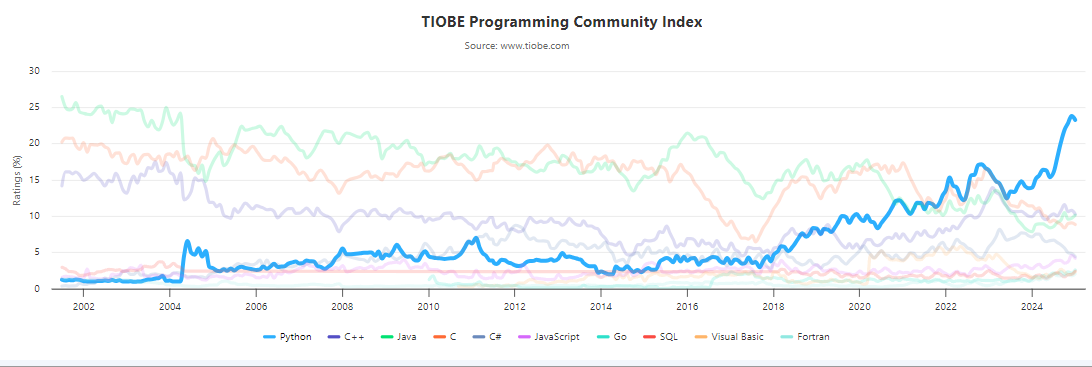 TIOBE Programming Community Index
Source: www.tiobe.com
Ratings (%)
30
25
20
15
10
5
0
2002 2004 2006 2008 2010 2012 2014 2016 2018 2020 2022 2024
Python C++ Java C C# JavaScript Go SQL Visual Basic Fortran